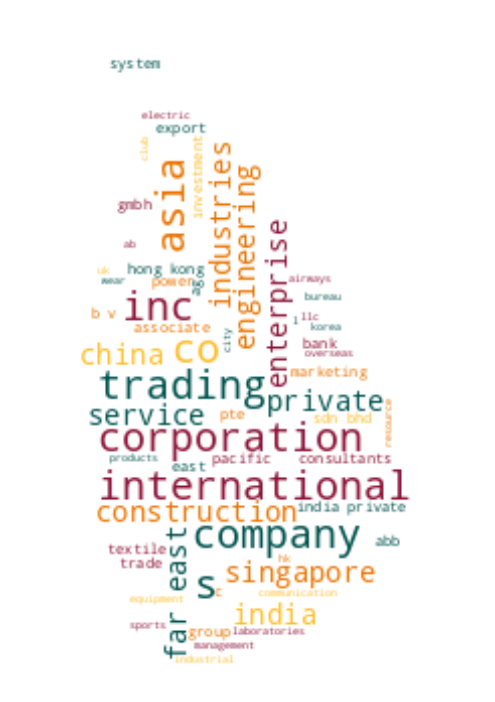 system
electric
export
club
asia
investment
industries
engineering
gmbh
enterprise
ab
uk
hong kong
wear
power
ag
airways
bureau
inc
b v
l
llc
korea
associate
city
bank
overseas
china
co
marketing
trading
private
resource
service
pte
sdn bhd
corporation
products
east
pacific
consultants
international
construction
india private
company
abb
textile
trade
far east
hk
singapore
s
c
equipment
communication
india
sports
group
laboratories
management
industrial